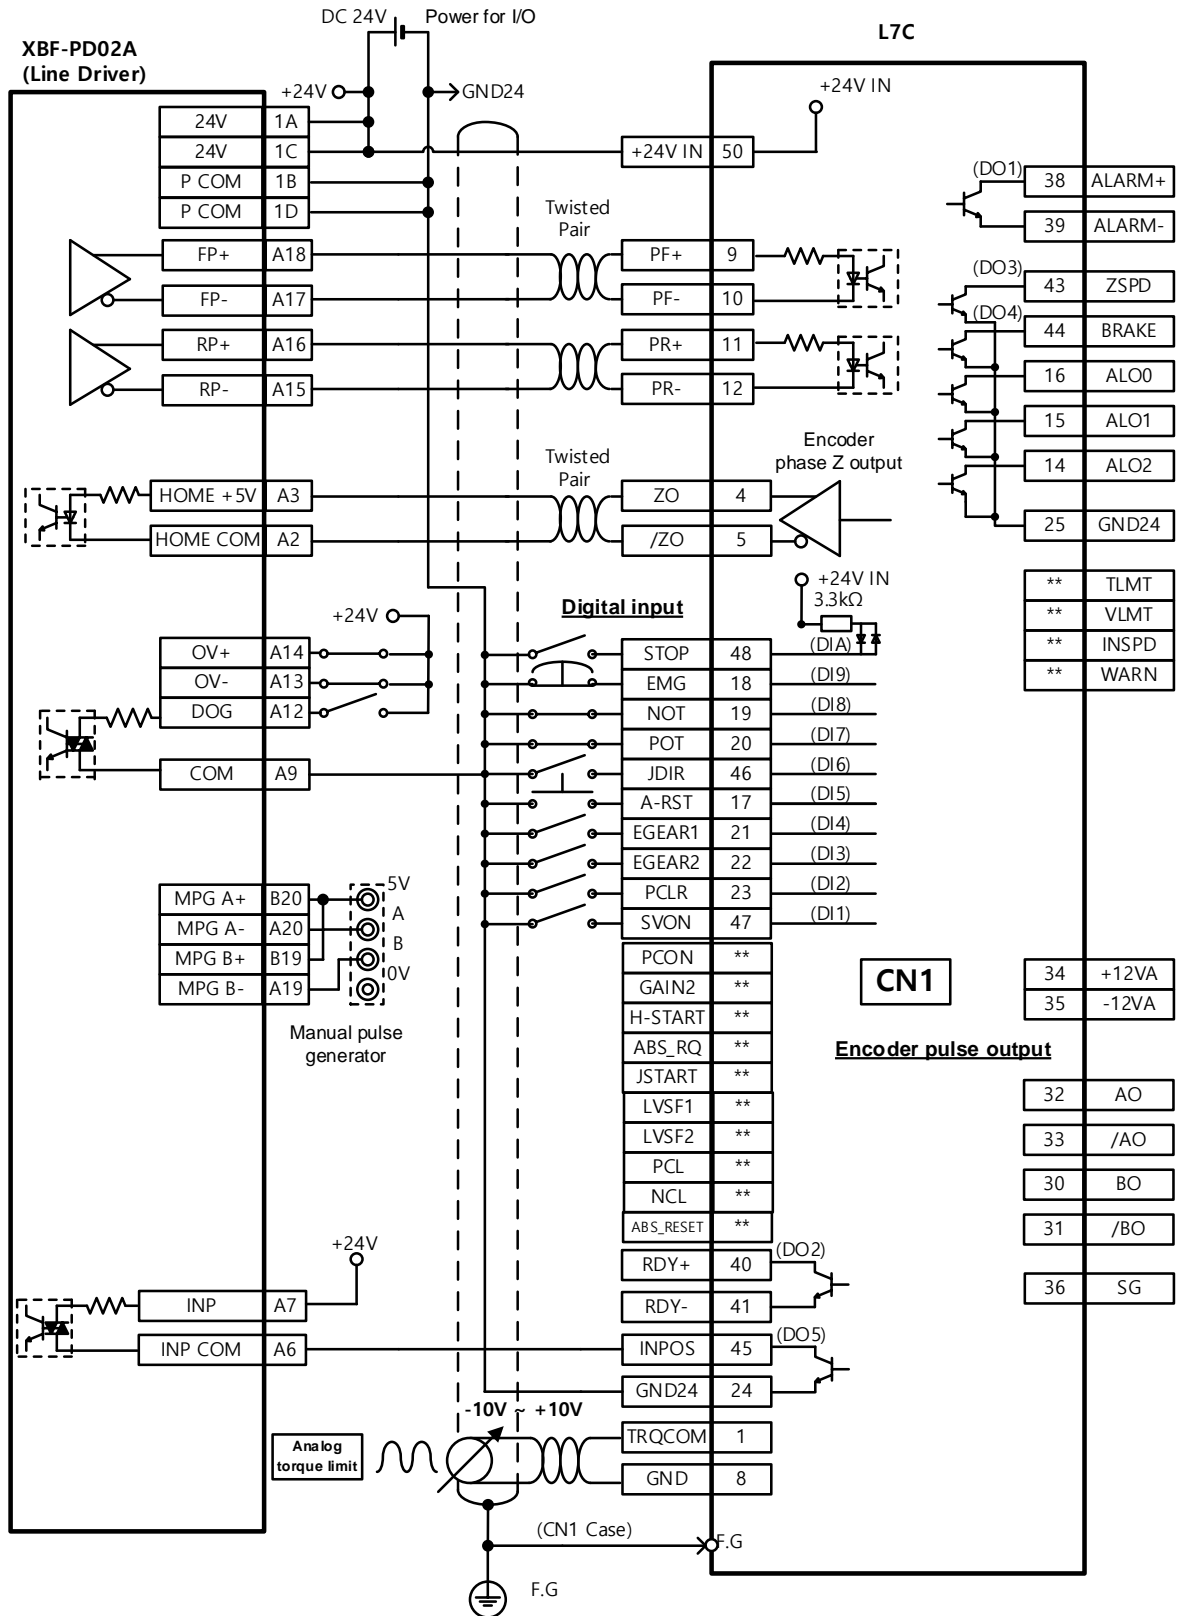 DC 24V
Power for I/O
L7C
XBF-PD02A
(Line Driver)
+24V
GND24
+24V IN
24V 1A
24V 1C
P COM 1B
P COM 1D
+24V IN 50
(DO1)
38 ALARM+
39 ALARM-
Twisted
Pair
FP+ A18
FP- A17
RP+ A16
RP- A15
PF+ 9
PF- 10
PR+ 11
PR- 12
(DO3)
43 ZSPD
(DO4)
44 BRAKE
16 ALO0
15 ALO1
14 ALO2
25 GND24
Encoder
phase Z output
Twisted
Pair
HOME +5V A3
HOME COM A2
ZO 4
/ZO 5
** TLMT
** VLMT
** INSPD
** WARN
+24V IN
3.3kΩ
+24V
Digital input
OV+ A14
OV- A13
DOG A12
COM A9
STOP 48 (DIA)
EMG 18 (DI9)
NOT 19 (DI8)
POT 20 (DI7)
JDIR 46 (DI6)
A-RST 17 (DI5)
EGEAR1 21 (DI4)
EGEAR2 22 (DI3)
PCLR 23 (DI2)
SVON 47 (DI1)
MPG A+ B20
MPG A- A20
MPG B+ B19
MPG B- A19
5V
A
B
0V
Manual pulse
generator
PCON **
GAIN2 **
H-START **
ABS_RQ **
JSTART **
LVSF1 **
LVSF2 **
PCL **
NCL **
ABS_RESET **
CN1
34 +12VA
35 -12VA
Encoder pulse output
32 AO
33 /AO
30 BO
31 /BO
36 SG
+24V
INP A7
INP COM A6
RDY+ 40 (DO2)
RDY- 41
INPOS 45 (DO5)
GND24 24
-10V ~ +10V
Analog
torque limit
TRQCOM 1
GND 8
(CN1 Case)
F.G
F.G